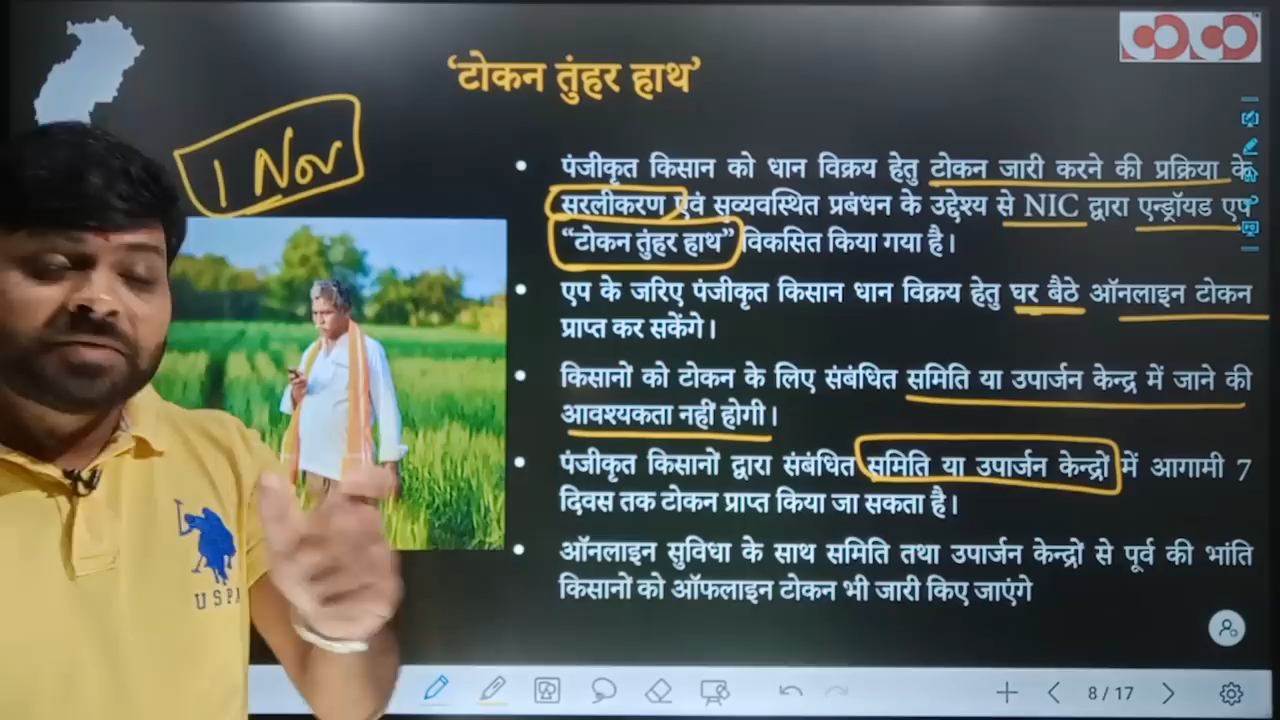 ‘टोकन तुंहर हाथ’
1 Nov
पंजीकृत किसान को धान विक्रय हेतु टोकन जारी करने की प्रक्रिया के
सरलीकरण एवं सव्यवस्थित प्रबंधन के उद्देश्य से NIC द्वारा एन्ड्रॉयड एप
“टोकन तुंहर हाथ” विकसित किया गया है।
एप के जरिए पंजीकृत किसान धान विक्रय हेतु घर बैठे ऑनलाइन टोकन
प्राप्त कर सकेंगे।
किसानों को टोकन के लिए संबंधित समिति या उपार्जन केन्द्र में जाने की
आवश्यकता नहीं होगी।
पंजीकृत किसानों द्वारा संबंधित समिति या उपार्जन केन्द्रों में आगामी 7
दिवस तक टोकन प्राप्त किया जा सकता है।
ऑनलाइन सुविधा के साथ समिति तथा उपार्जन केन्द्रों से पूर्व की भांति
किसानों को ऑफलाइन टोकन भी जारी किए जाएंगे
USPA
8 / 17